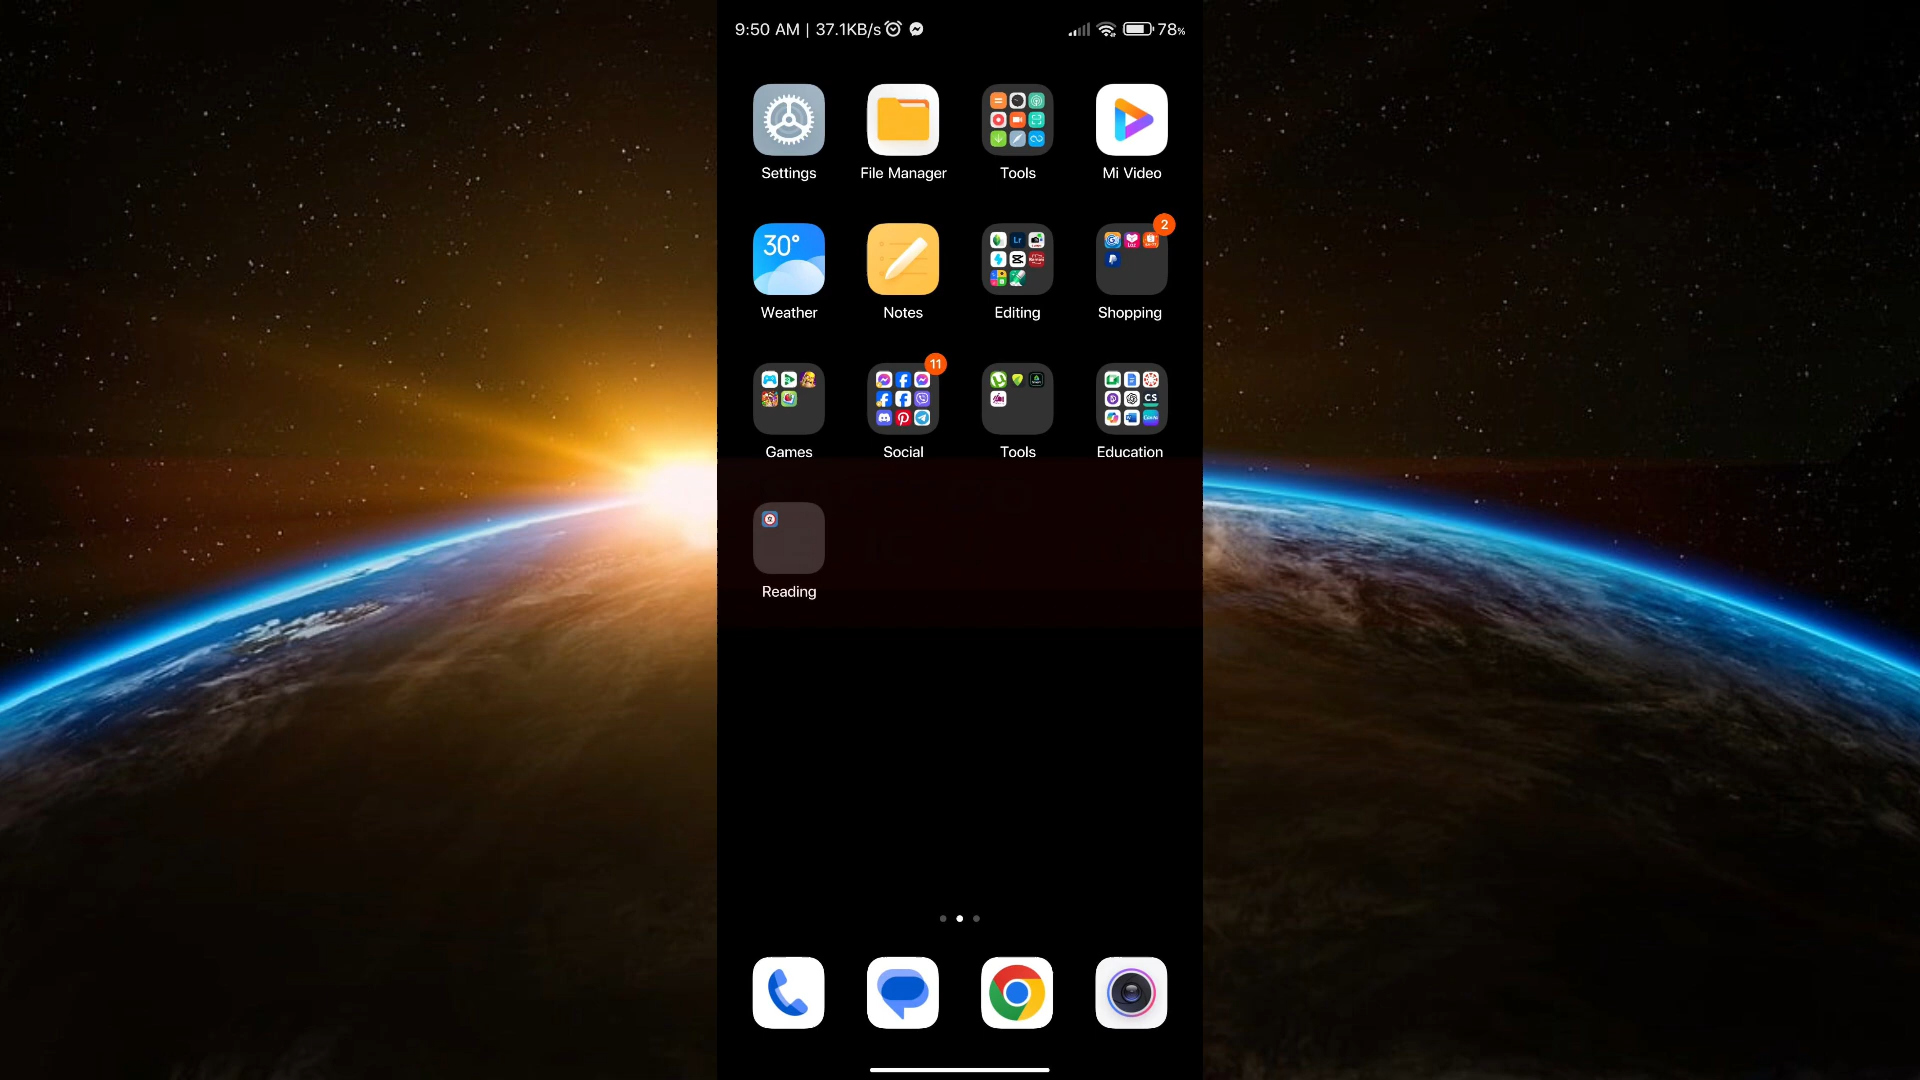 9:50 AM | 37.1KB/s 78%
Settings File Manager Tools Mi Video
30° 2
Weather Notes Editing Shopping
11
CS
Games Social Tools Education
Reading